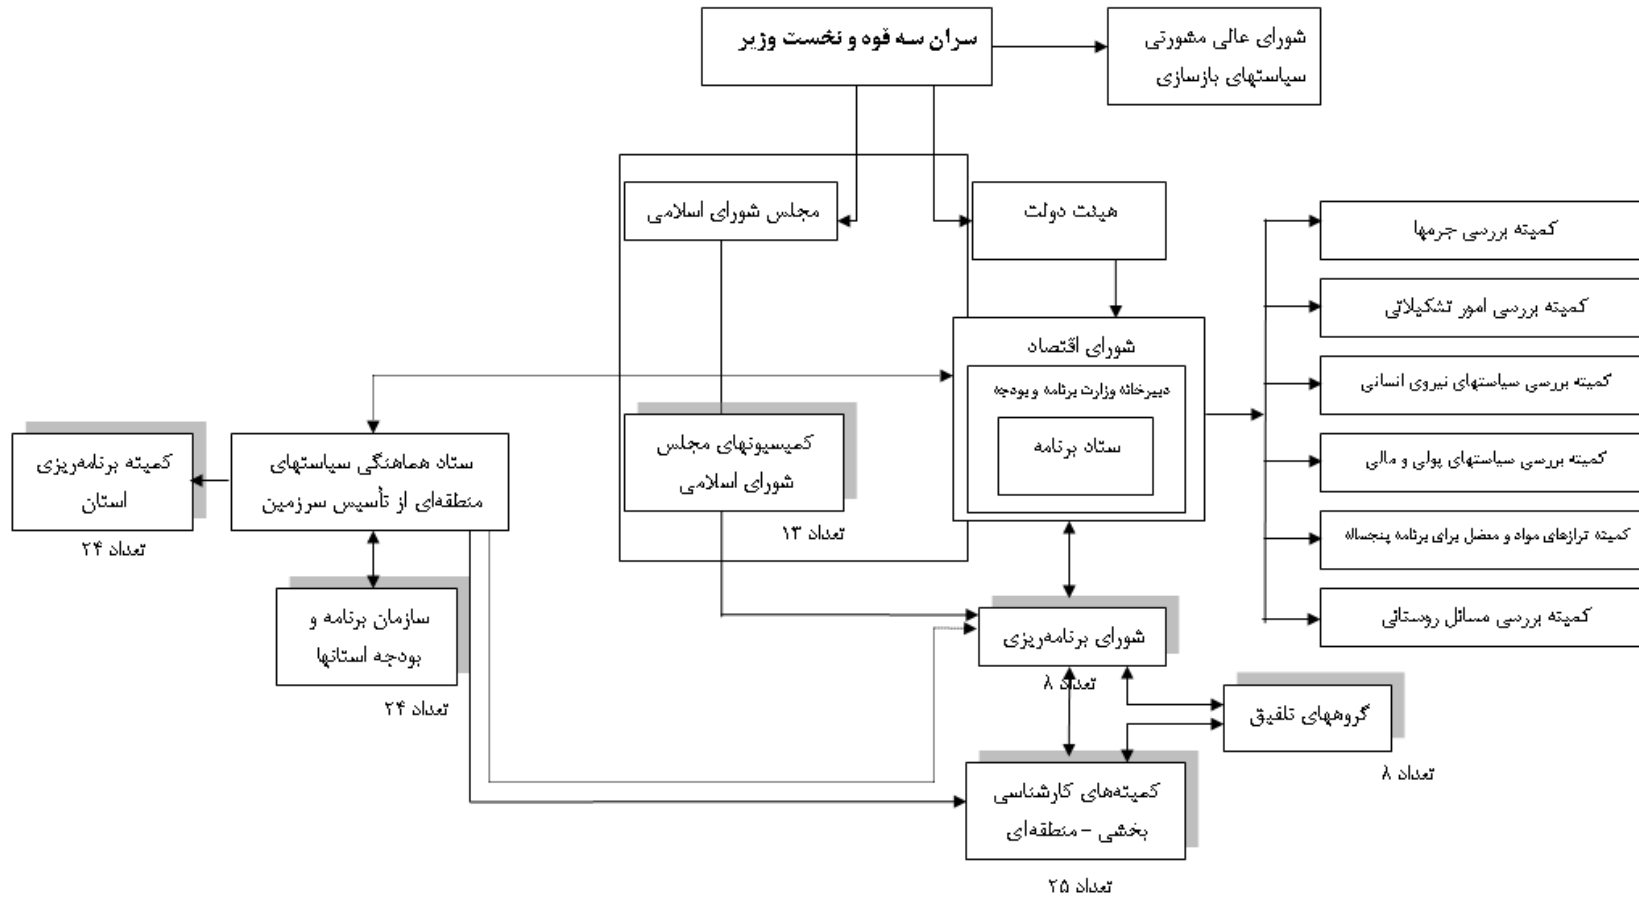 سران سه قوه و نخست وزیر
شورای عالی مشورتی
سیاستهای بازسازی
مجلس شورای اسلامی
هیئت دولت
کمیته بررسی جرمها
کمیته بررسی امور تشکیلاتی
کمیته بررسی سیاستهای نیروی انسانی
کمیته بررسی سیاستهای پولی و مالی
کمیته ترازهای مواد و معضل برای برنامه پنجساله
کمیته بررسی مسائل روستائی
شورای اقتصاد
دبیرخانه وزارت برنامه و بودجه
ستاد برنامه
کمیسیونهای مجلس
شورای اسلامی
تعداد ۱۳
ستاد هماهنگی سیاستهای
منطقه‌ای از تأسیس سرزمین
کمیته برنامه‌ریزی
استان
تعداد ۲۴
سازمان برنامه و
بودجه استانها
تعداد ۲۴
شورای برنامه‌ریزی
تعداد ۸
گروههای تلفیق
تعداد ۸
کمیته‌های کارشناسی
بخشی – منطقه‌ای
تعداد ۲۵